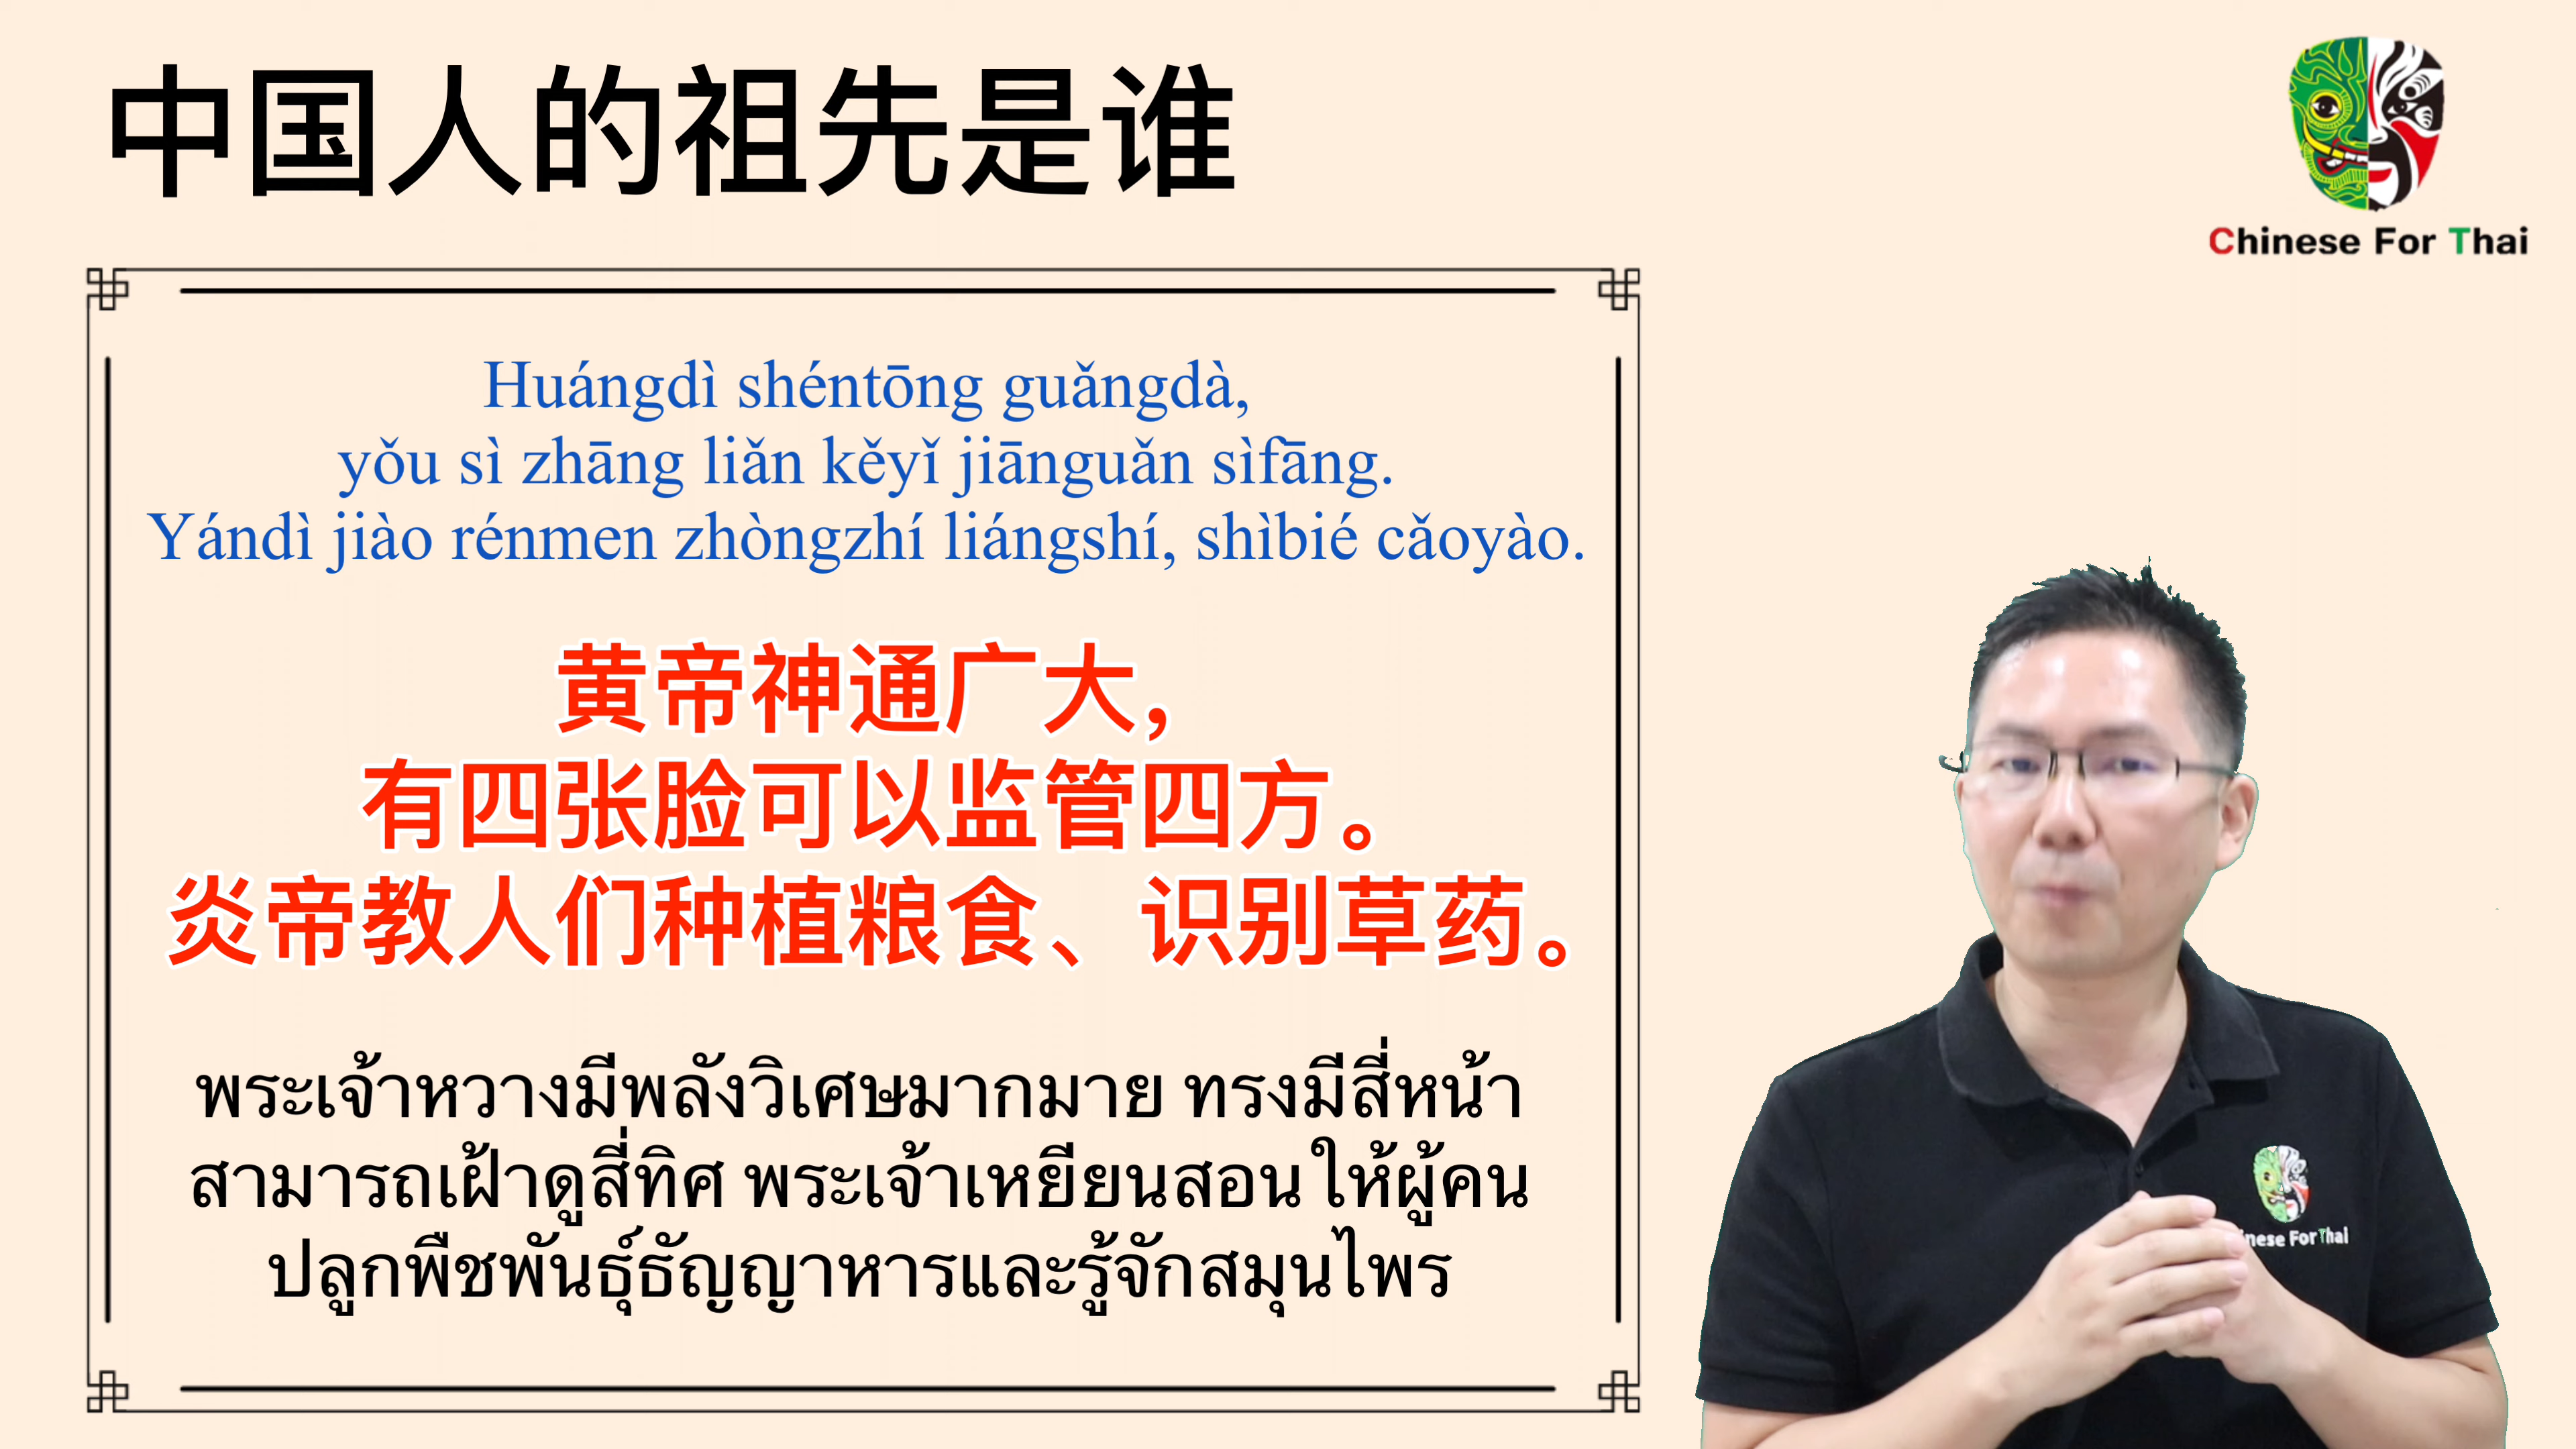 中国人的祖先是谁
Chinese For Thai
Huángdì shéntōng guǎngdà,
yǒu sì zhāng liǎn kěyǐ jiānguǎn sìfāng.
Yándì jiào rénmen zhòngzhí liángshí, shìbié cǎoyào.
黄帝神通广大，
有四张脸可以监管四方。
炎帝教人们种植粮食、识别草药。
พระเจ้าหวางมีพลังวิเศษมากมาย ทรงมีสี่หน้า
สามารถเฝ้าดูสี่ทิศ พระเจ้าเหยียนสอนให้ผู้คน
ปลูกพืชพันธุ์ธัญญาหารและรู้จักสมุนไพร
nese For Thai